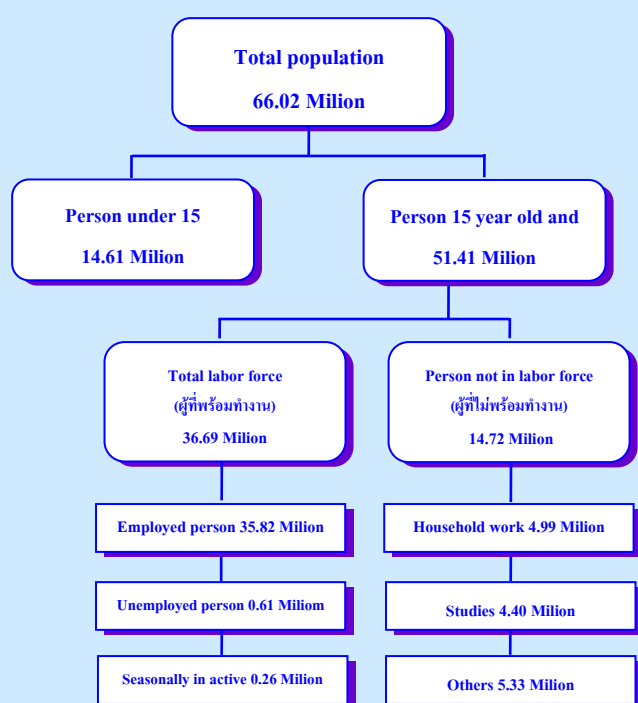 Total population
66.02 Milion
Person under 15
14.61 Milion
Person 15 year old and
51.41 Milion
Total labor force
(ผู้ที่พร้อมทำงาน)
36.69 Milion
Person not in labor force
(ผู้ที่ไม่พร้อมทำงาน)
14.72 Milion
Employed person 35.82 Milion
Household work 4.99 Milion
Unemployed person 0.61 Miliom
Studies 4.40 Milion
Seasonally in active 0.26 Milion
Others 5.33 Milion